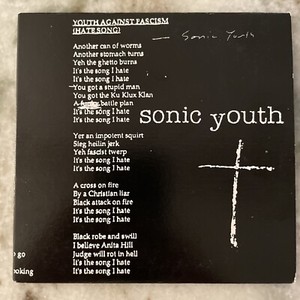 YOUTH AGAINST FASCISM
(HATE SONG)
— Sonic Youth
Another can of worms
Another stomach turns
Yeh the ghetto burns
It's the song I hate
It's the song I hate
You got a stupid man
You got the Ku Klux Klan
A battle plan
It's the song I hate
It's the song I hate
sonic youth
Yer an impotent squirt
Sieg heilin jerk
Yeh fascist twerp
It's the song I hate
It's the song I hate
A cross on fire
By a Christian liar
Black attack on fire
It's the song I hate
It's the song I hate
Black robe and swill
I believe Anita Hill
Judge will rot in hell
It's the song I hate
It's the song I hate
go
ooking